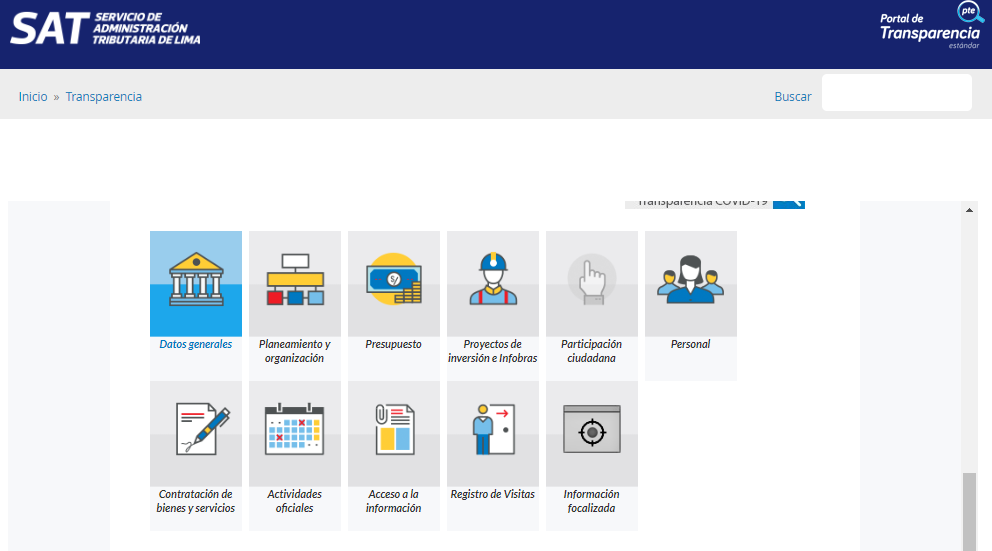 SAT SERVICIO DE
ADMINISTRACIÓN
TRIBUTARIA DE LIMA
pte
Portal de
Transparencia
estándar
Inicio » Transparencia
Buscar
Transparencia COVID-19
Datos generales
Planeamiento y
organización
Presupuesto
S/
Proyectos de
inversión e Infobras
Participación
ciudadana
Personal
Contratación de
bienes y servicios
Actividades
oficiales
Acceso a la
información
Registro de Visitas
Información
focalizada